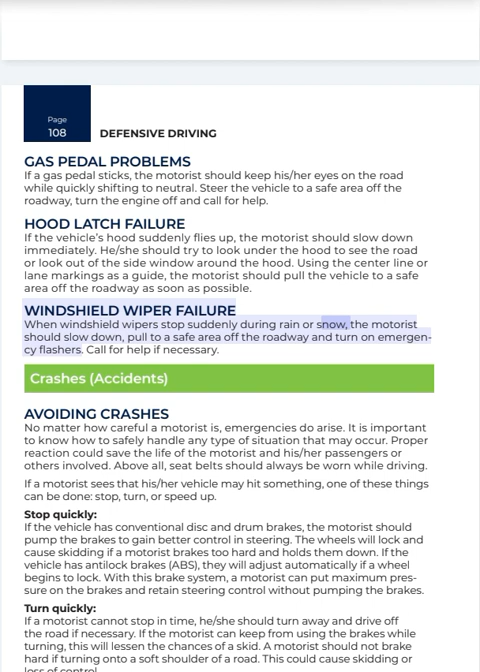 Page
108
DEFENSIVE DRIVING
GAS PEDAL PROBLEMS
If a gas pedal sticks, the motorist should keep his/her eyes on the road
while quickly shifting to neutral. Steer the vehicle to a safe area off the
roadway, turn the engine off and call for help.
HOOD LATCH FAILURE
If the vehicle's hood suddenly flies up, the motorist should slow down
immediately. He/she should try to look under the hood to see the road
or look out of the side window around the hood. Using the center line or
lane markings as a guide, the motorist should pull the vehicle to a safe
area off the road as soon as possible.
WINDSHIELD WIPER FAILURE
When windshield wipers stop suddenly during rain or snow, the motorist
should slow down, pull to a safe area off the roadway and turn on emergen-
cy flashers. Call for help if necessary.
Crashes (Accidents)
AVOIDING CRASHES
No matter how careful a motorist is, emergencies do arise. It is important
to know how to safely handle any type of situation that may occur. Proper
reaction could save the life of the motorist and his/her passengers or
others involved. Above all, seat belts should always be worn while driving.
If a motorist sees that his/her vehicle may hit something, one of these things
can be done: stop, turn, or speed up.
Stop quickly:
If the vehicle has conventional disc and drum brakes, the motorist should
pump the brakes to gain better control in steering. The wheels will lock and
cause skidding if a motorist brakes too hard and holds them down. If the
vehicle has antilock brakes (ABS), they will adjust automatically if a wheel
begins to lock. With this brake system, a motorist can put maximum pres-
sure on the brakes and retain steering control without pumping the brakes.
Turn quickly:
If a motorist cannot stop in time, he/she should turn away and drive off
the road if necessary. If the motorist can keep from using the brakes while
turning, this will lessen the chances of a skid. A motorist should not brake
hard if turning onto a soft shoulder of a road. This could cause skidding or
loss of control.